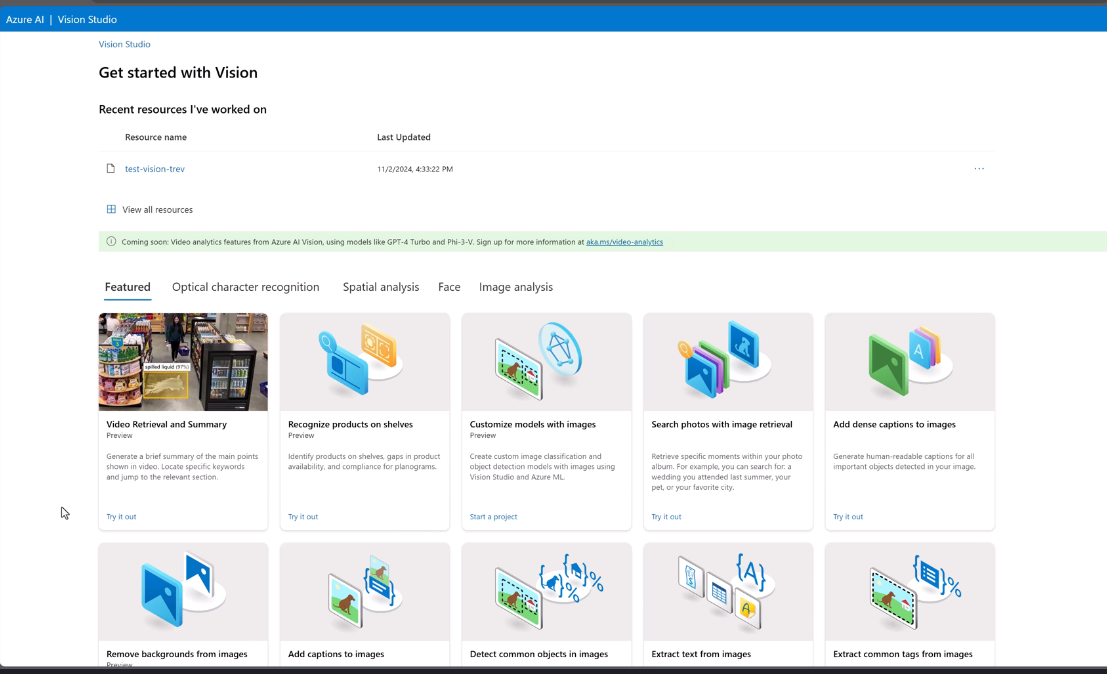 Azure AI | Vision Studio
Vision Studio
Get started with Vision
Recent resources I've worked on
Resource name Last Updated
test-vision-trev 11/2/2024, 4:33:22 PM ...
View all resources
Coming soon: Video analytics features from Azure AI Vision, using models like GPT-4 Turbo and Phi-3-V. Sign up for more information at aka.ms/video-analytics
Featured Optical character recognition Spatial analysis Face Image analysis
spilled liquid (97%)
Video Retrieval and Summary
Preview
Generate a brief summary of the main points
shown in video. Locate specific keywords
and jump to the relevant section.
Try it out
Recognize products on shelves
Preview
Identify products on shelves, gaps in product
availability, and compliance for planograms.
Try it out
Customize models with images
Preview
Create custom image classification and
object detection models with images using
Vision Studio and Azure ML.
Start a project
Search photos with image retrieval
Retrieve specific moments within your photo
album. For example, you can search for: a
wedding you attended last summer, your
pet, or your favorite city.
Try it out
A
Add dense captions to images
Generate human-readable captions for all
important objects detected in your image.
Try it out
Remove backgrounds from images
Preview
Add captions to images
{ } { } %
Detect common objects in images
{A}
A
Extract text from images
{ } %
Extract common tags from images